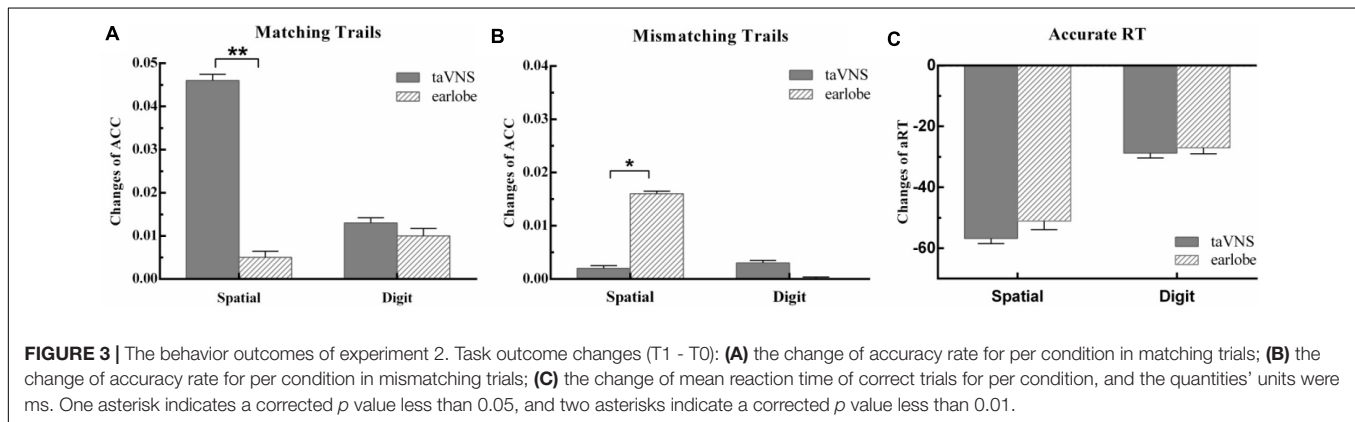 A
Matching Trails
**
taVNS
earlobe
Changes of ACC
0.05
0.04
0.03
0.02
0.01
0.00
Spatial
Digit
B
Mismatching Trails
*
taVNS
earlobe
Changes of ACC
0.04
0.03
0.02
0.01
0.00
Spatial
Digit
C
Accurate RT
Changes of aRT
0
-20
-40
-60
taVNS
earlobe
Spatial
Digit
FIGURE 3 | The behavior outcomes of experiment 2. Task outcome changes (T1 - T0): (A) the change of accuracy rate for per condition in matching trials; (B) the
change of accuracy rate for per condition in mismatching trials; (C) the change of mean reaction time of correct trials for per condition, and the quantities' units were
ms. One asterisk indicates a corrected p value less than 0.05, and two asterisks indicate a corrected p value less than 0.01.